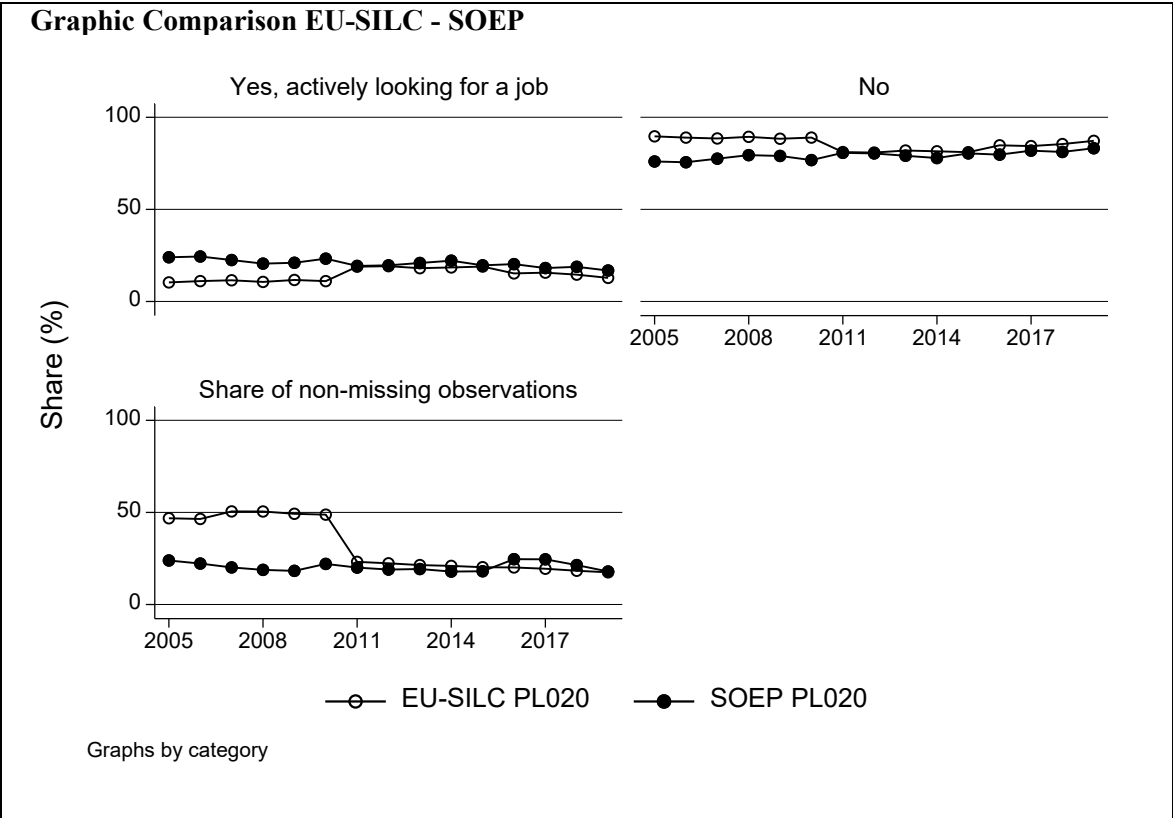 Graphic Comparison EU-SILC - SOEP
Yes, actively looking for a job
No
100
50
0
2005 2008 2011 2014 2017
Share (%)
Share of non-missing observations
100
50
0
2005 2008 2011 2014 2017
EU-SILC PL020 SOEP PL020
Graphs by category